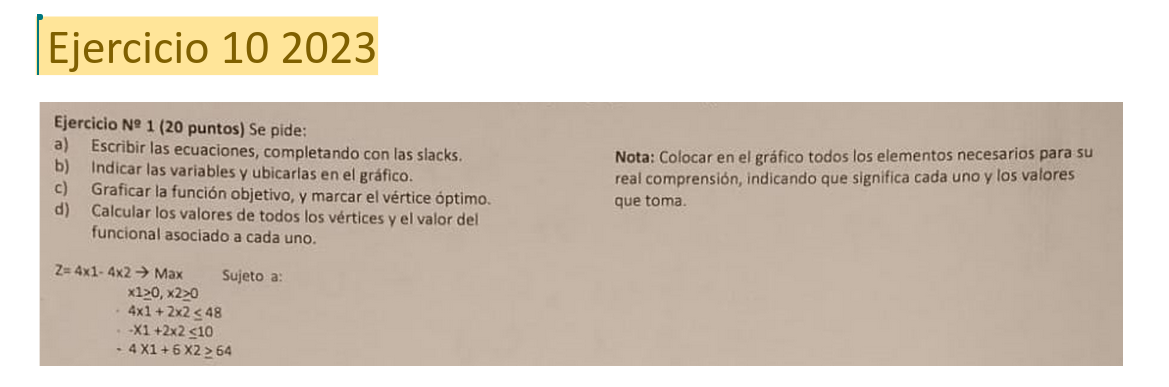 Ejercicio 10 2023
Ejercicio Nº 1 (20 puntos) Se pide:
a) Escribir las ecuaciones, completando con las slacks.
b) Indicar las variables y ubicarlas en el gráfico.
c) Graficar la función objetivo, y marcar el vértice óptimo.
d) Calcular los valores de todos los vértices y el valor del
funcional asociado a cada uno.
Nota: Colocar en el gráfico todos los elementos necesarios para su
real comprensión, indicando que significa cada uno y los valores
que toma.
Z= 4x1- 4x2 → Max Sujeto a:
x1≥0, x2≥0
- 4x1 + 2x2 ≤ 48
- -X1 +2x2 ≤10
- 4 X1 + 6 X2 ≥ 64